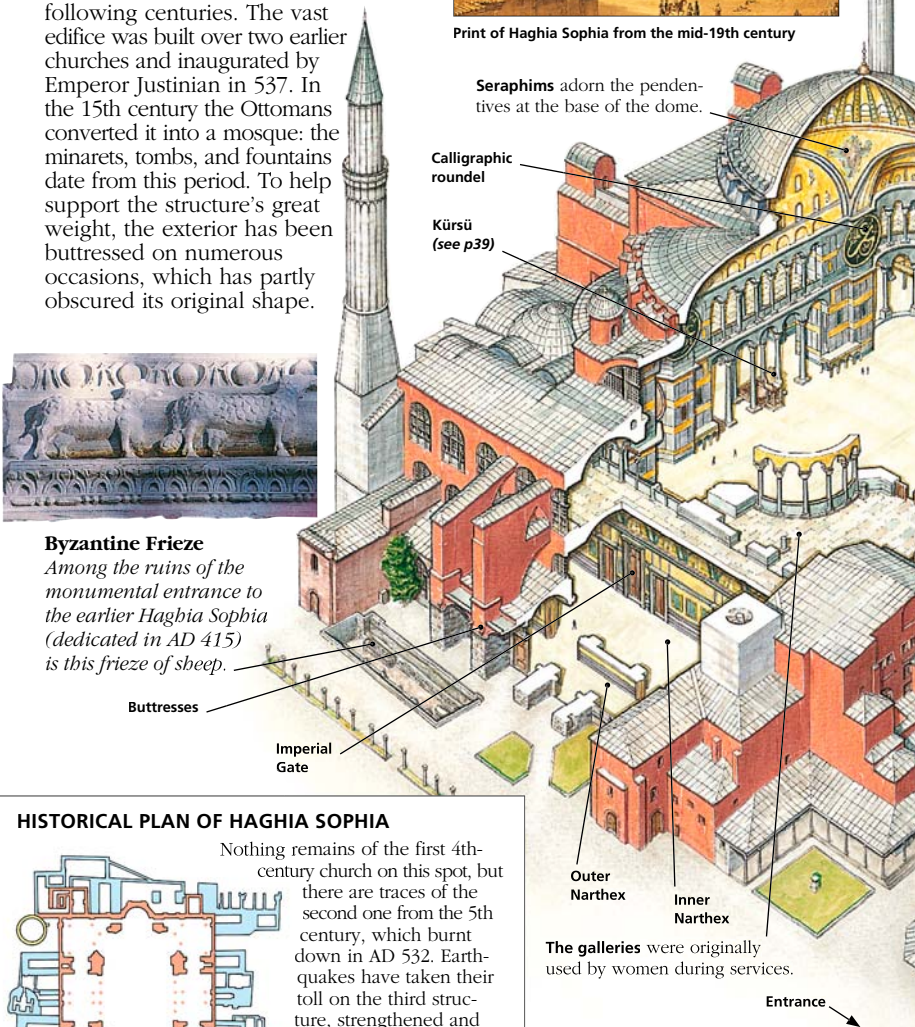 following centuries. The vast
edifice was built over two earlier
churches and inaugurated by
Emperor Justinian in 537. In
the 15th century the Ottomans
converted it into a mosque: the
minarets, tombs, and fountains
date from this period. To help
support the structure's great
weight, the exterior has been
buttressed on numerous
occasions, which has partly
obscured its original shape.
Print of Haghia Sophia from the mid-19th century
Seraphims adorn the penden-
tives at the base of the dome.
Calligraphic
roundel
Kürsü
(see p39)
Byzantine Frieze
Among the ruins of the
monumental entrance to
the earlier Haghia Sophia
(dedicated in AD 415)
is this frieze of sheep.
Buttresses
Imperial
Gate
Outer
Narthex
Inner
Narthex
The galleries were originally
used by women during services.
Entrance
HISTORICAL PLAN OF HAGHIA SOPHIA
Nothing remains of the first 4th-
century church on this spot, but
there are traces of the
second one from the 5th
century, which burnt
down in AD 532. Earth-
quakes have taken their
toll on the third struc-
ture, strengthened and